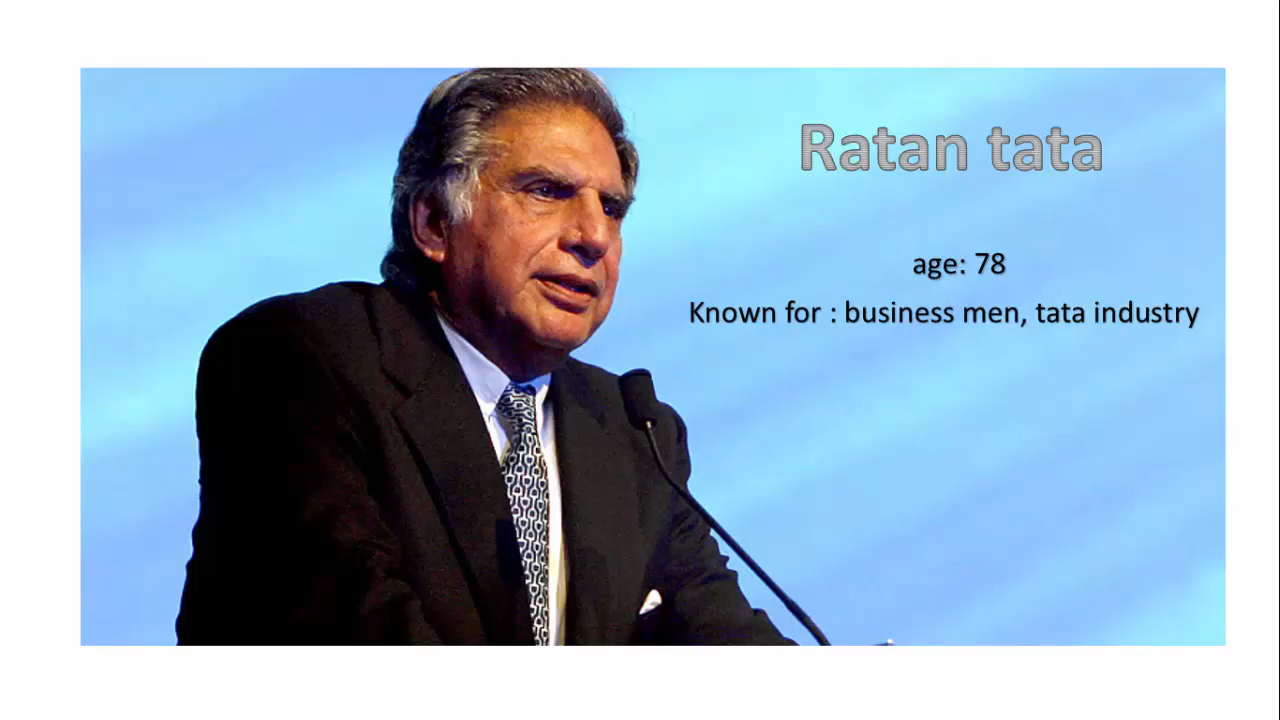 Ratan tata
age: 78
Known for : business men, tata industry